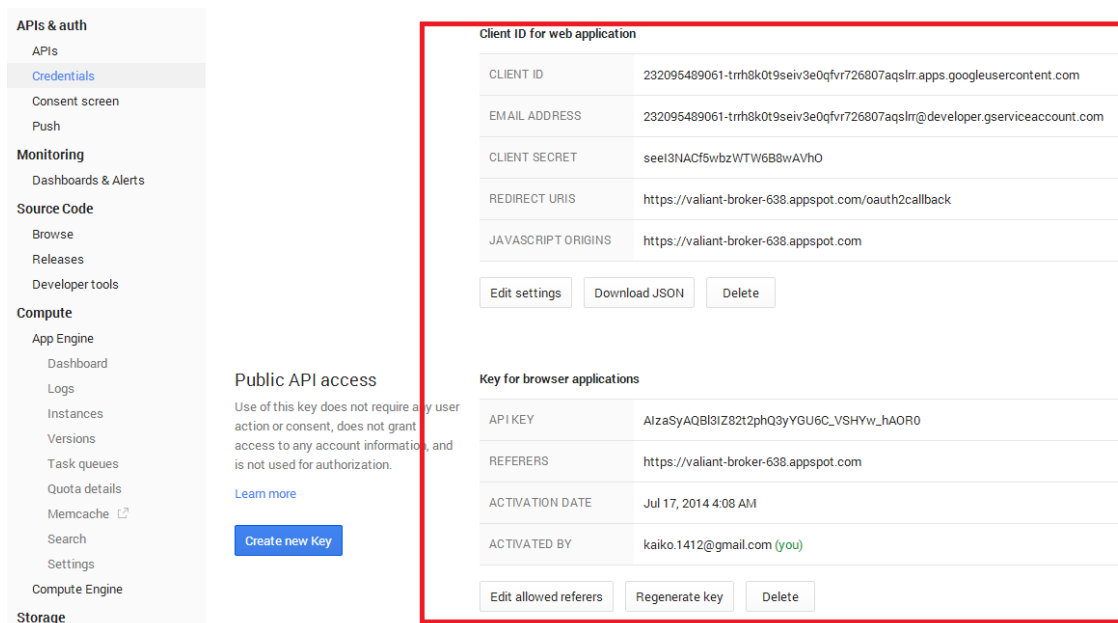 APIs & auth
APIs
Credentials
Consent screen
Push
Monitoring
Dashboards & Alerts
Source Code
Browse
Releases
Developer tools
Compute
App Engine
Dashboard
Logs
Instances
Versions
Task queues
Quota details
Memcache
Search
Settings
Compute Engine
Storage
Public API access
Use of this key does not require any user
action or consent, does not grant
access to any account information, and
is not used for authorization.
Learn more
Create new Key
Client ID for web application
CLIENT ID 232095489061-trrh8k0t9seiv3e0qfvr726807aqslrr.apps.googleusercontent.com
EMAIL ADDRESS 232095489061-trrh8k0t9seiv3e0qfvr726807aqslrr@developer.gserviceaccount.com
CLIENT SECRET seeI3NACf5wbzWTW6B8wAVhO
REDIRECT URIS https://valiant-broker-638.appspot.com/oauth2callback
JAVASCRIPT ORIGINS https://valiant-broker-638.appspot.com
Edit settings Download JSON Delete
Key for browser applications
API KEY AIzaSyAQBl3IZ82t2phQ3yYGU6C_VSHYw_hAOR0
REFERERS https://valiant-broker-638.appspot.com
ACTIVATION DATE Jul 17, 2014 4:08 AM
ACTIVATED BY kaiko.1412@gmail.com (you)
Edit allowed referers Regenerate key Delete